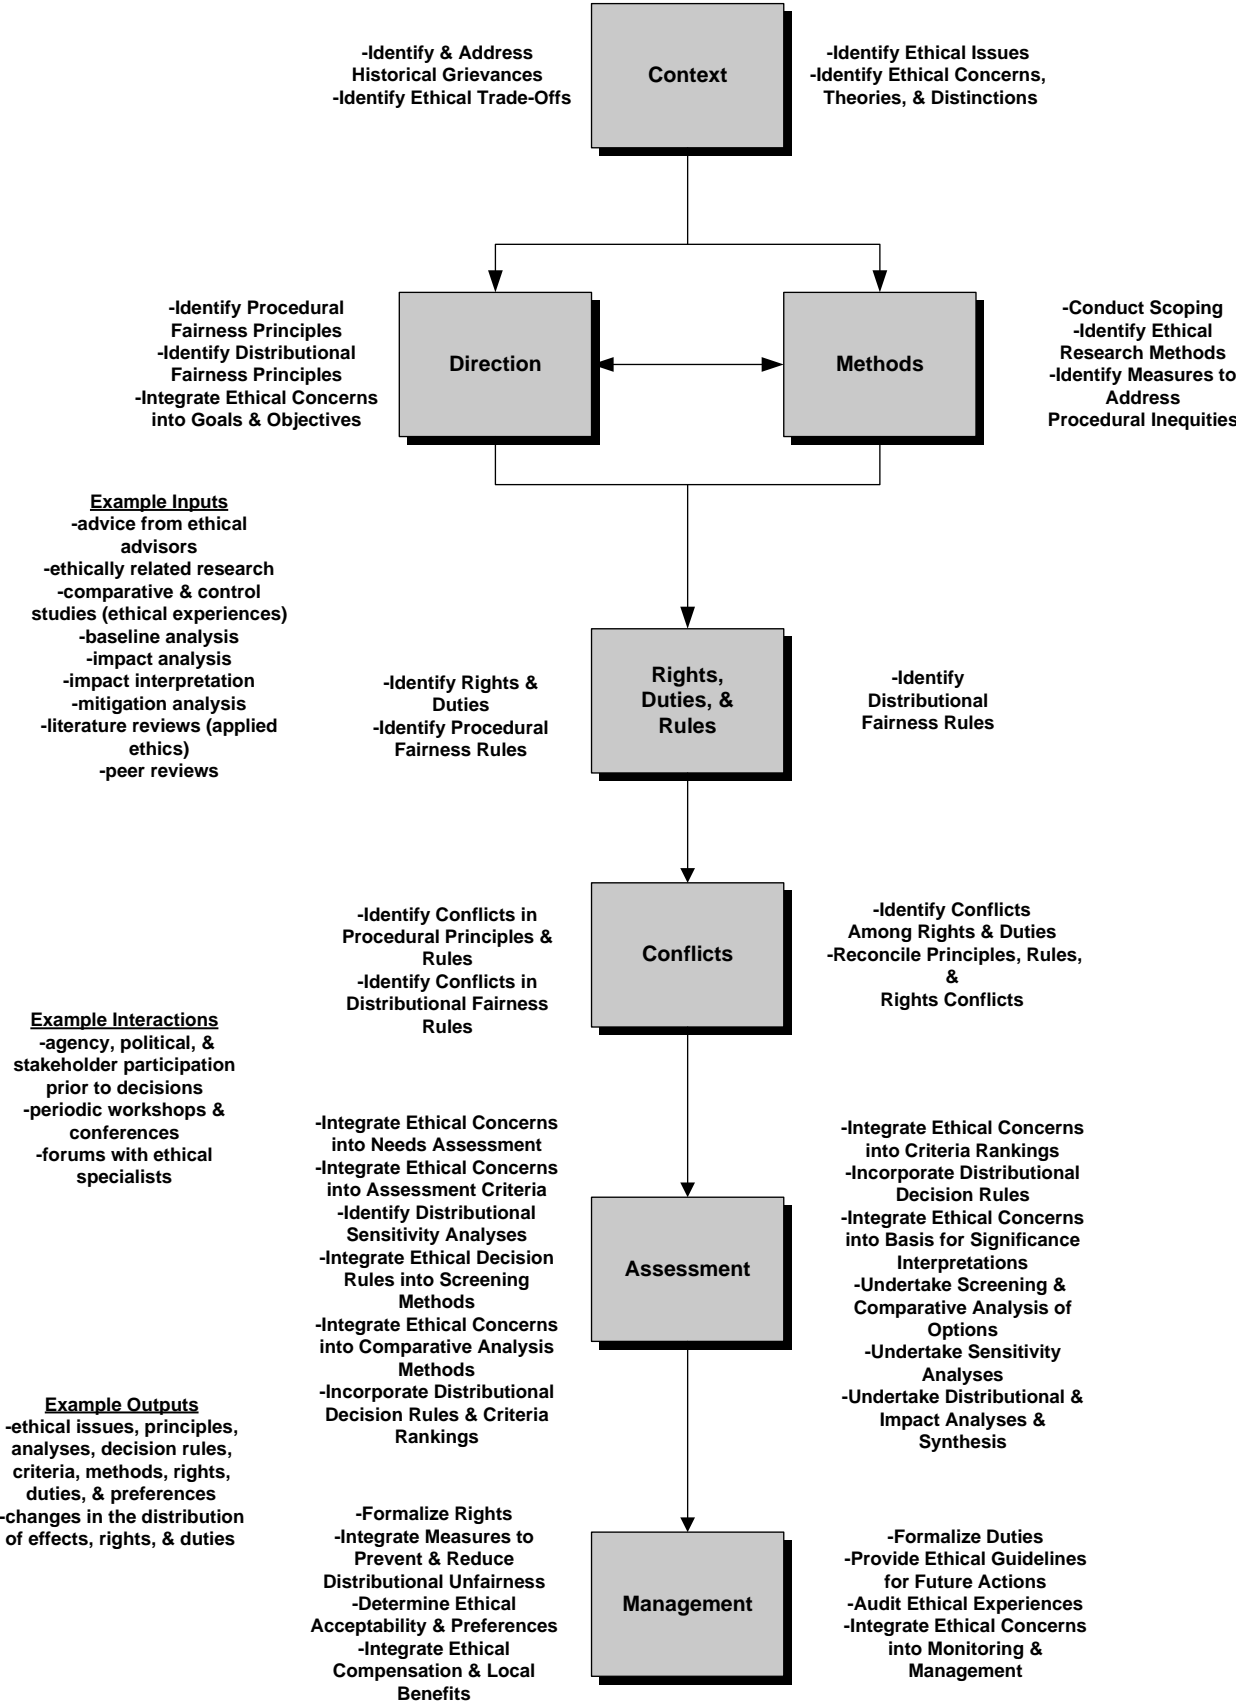 -Identify & Address
Historical Grievances
-Identify Ethical Trade-Offs
Context
-Identify Ethical Issues
-Identify Ethical Concerns,
Theories, & Distinctions
-Identify Procedural
Fairness Principles
-Identify Distributional
Fairness Principles
-Integrate Ethical Concerns
into Goals & Objectives
Direction
Methods
-Conduct Scoping
-Identify Ethical
Research Methods
-Identify Measures to
Address
Procedural Inequities
Example Inputs
-advice from ethical
advisors
-ethically related research
-comparative & control
studies (ethical experiences)
-baseline analysis
-impact analysis
-impact interpretation
-mitigation analysis
-literature reviews (applied
ethics)
-peer reviews
-Identify Rights &
Duties
-Identify Procedural
Fairness Rules
Rights,
Duties, &
Rules
-Identify
Distributional
Fairness Rules
-Identify Conflicts in
Procedural Principles &
Rules
-Identify Conflicts in
Distributional Fairness
Rules
Conflicts
-Identify Conflicts
Among Rights & Duties
-Reconcile Principles, Rules,
&
Rights Conflicts
Example Interactions
-agency, political, &
stakeholder participation
prior to decisions
-periodic workshops &
conferences
-forums with ethical
specialists
-Integrate Ethical Concerns
into Needs Assessment
-Integrate Ethical Concerns
into Assessment Criteria
-Identify Distributional
Sensitivity Analyses
-Integrate Ethical Decision
Rules into Screening
Methods
-Integrate Ethical Concerns
into Comparative Analysis
Methods
-Incorporate Distributional
Decision Rules & Criteria
Rankings
Assessment
-Integrate Ethical Concerns
into Criteria Rankings
-Incorporate Distributional
Decision Rules
-Integrate Ethical Concerns
into Basis for Significance
Interpretations
-Undertake Screening &
Comparative Analysis of
Options
-Undertake Sensitivity
Analyses
-Undertake Distributional &
Impact Analyses &
Synthesis
Example Outputs
-ethical issues, principles,
analyses, decision rules,
criteria, methods, rights,
duties, & preferences
-changes in the distribution
of effects, rights, & duties
-Formalize Rights
-Integrate Measures to
Prevent & Reduce
Distributional Unfairness
-Determine Ethical
Acceptability & Preferences
-Integrate Ethical
Compensation & Local
Benefits
Management
-Formalize Duties
-Provide Ethical Guidelines
for Future Actions
-Audit Ethical Experiences
-Integrate Ethical Concerns
into Monitoring &
Management